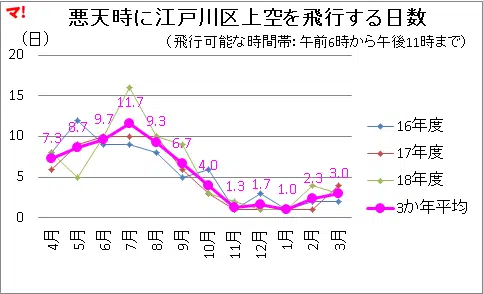 マ!
悪天時に江戸川区上空を飛行する日数
(日)
(飛行可能な時間帯: 午前6時から午後11時まで)
20
15
10
5
0
7.3
8.7
9.7
11.7
9.3
6.7
4.0
1.3
1.7
1.0
2.3
3.0
4月
5月
6月
7月
8月
9月
10月
11月
12月
1月
2月
3月
16年度
17年度
18年度
3か年平均